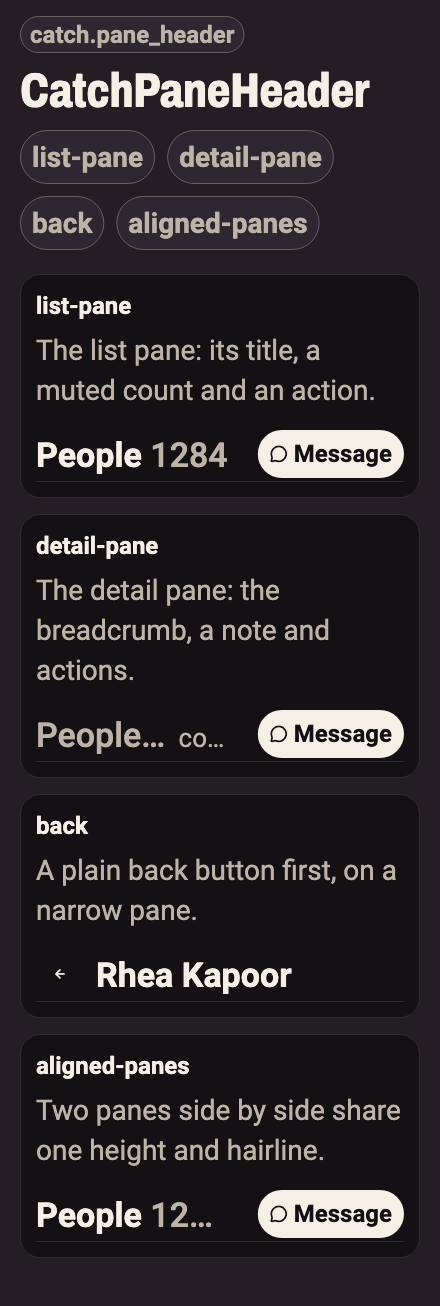 catch.pane_header
CatchPaneHeader
list-pane detail-pane
back aligned-panes
list-pane
The list pane: its title, a
muted count and an action.
People 1284 Message
detail-pane
The detail pane: the
breadcrumb, a note and
actions.
People… co… Message
back
A plain back button first, on a
narrow pane.
← Rhea Kapoor
aligned-panes
Two panes side by side share
one height and hairline.
People 12… Message